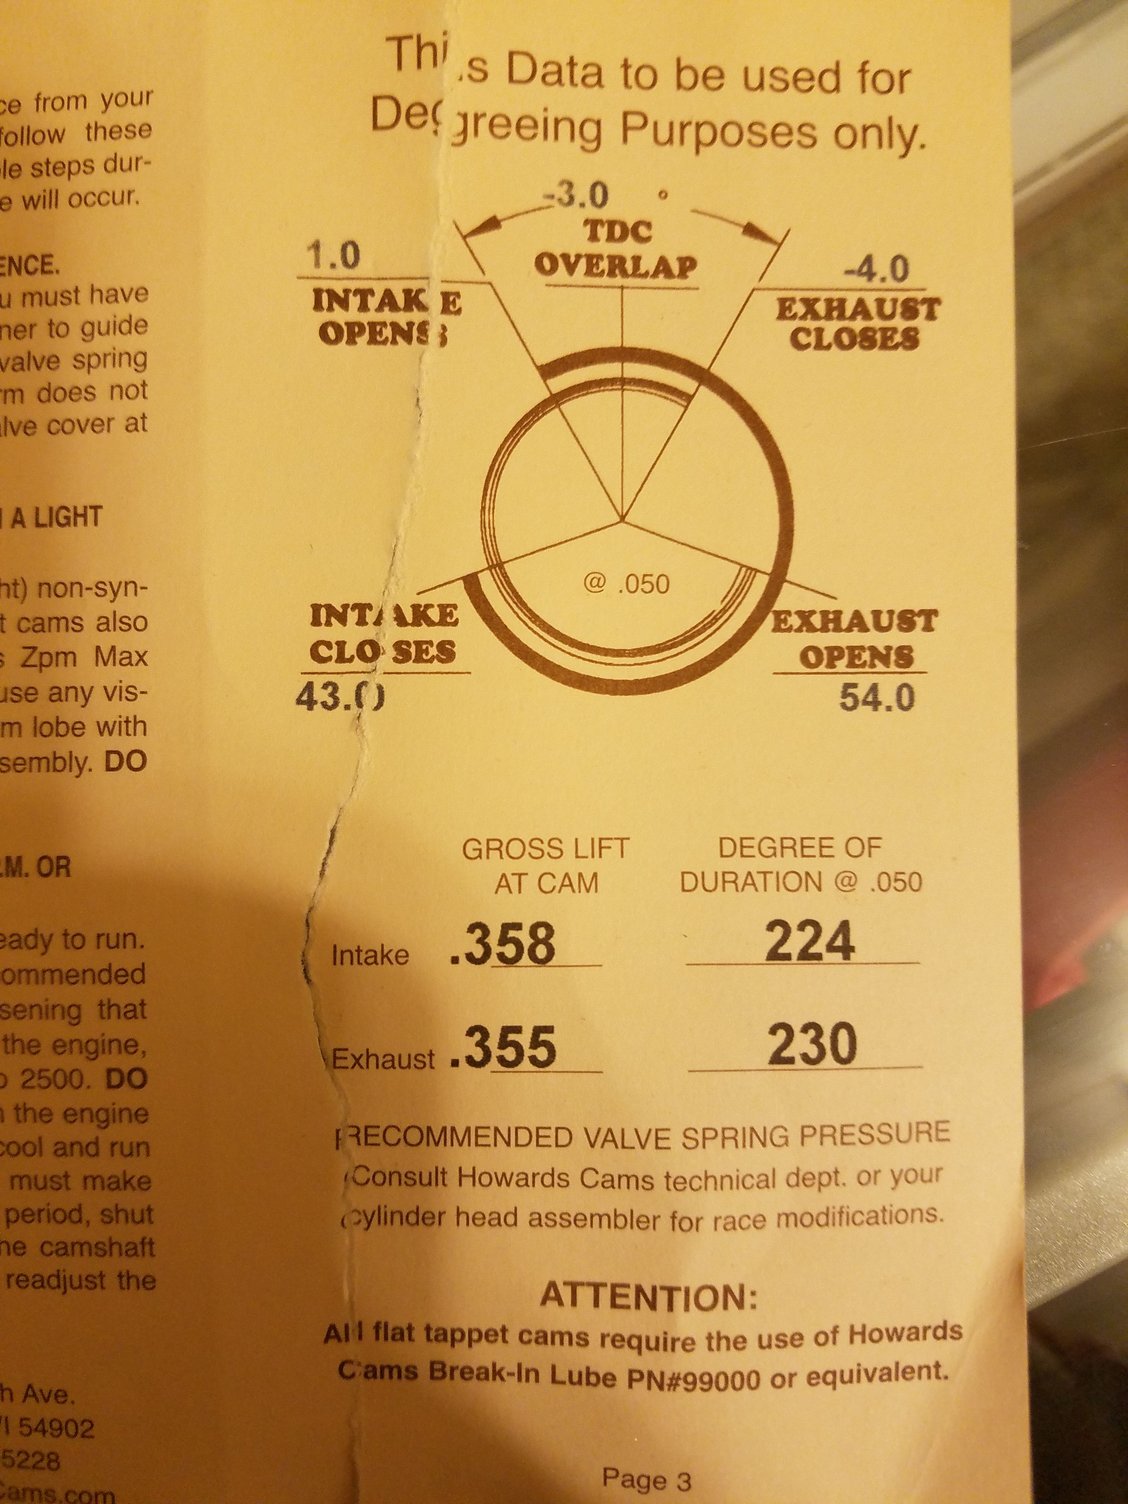 ce from your
follow these
le steps dur-
e will occur.
ENCE.
u must have
ner to guide
valve spring
rm does not
alve cover at
A LIGHT
ht) non-syn-
t cams also
s Zpm Max
use any vis-
m lobe with
sembly. DO
.M. OR
eady to run.
commended
sening that
the engine,
o 2500. DO
n the engine
cool and run
must make
period, shut
he camshaft
readjust the
h Ave.
I 54902
5228
Cams.com
This Data to be used for
Degreeing Purposes only.
-3.0 °
TDC
OVERLAP
1.0
INTAKE
OPENS
-4.0
EXHAUST
CLOSES
@ .050
INTAKE
CLOSES
43.0
EXHAUST
OPENS
54.0
GROSS LIFT
AT CAM
DEGREE OF
DURATION @ .050
Intake .358 224
Exhaust .355 230
RECOMMENDED VALVE SPRING PRESSURE
Consult Howards Cams technical dept. or your
cylinder head assembler for race modifications.
ATTENTION:
All flat tappet cams require the use of Howards
Cams Break-In Lube PN#99000 or equivalent.
Page 3